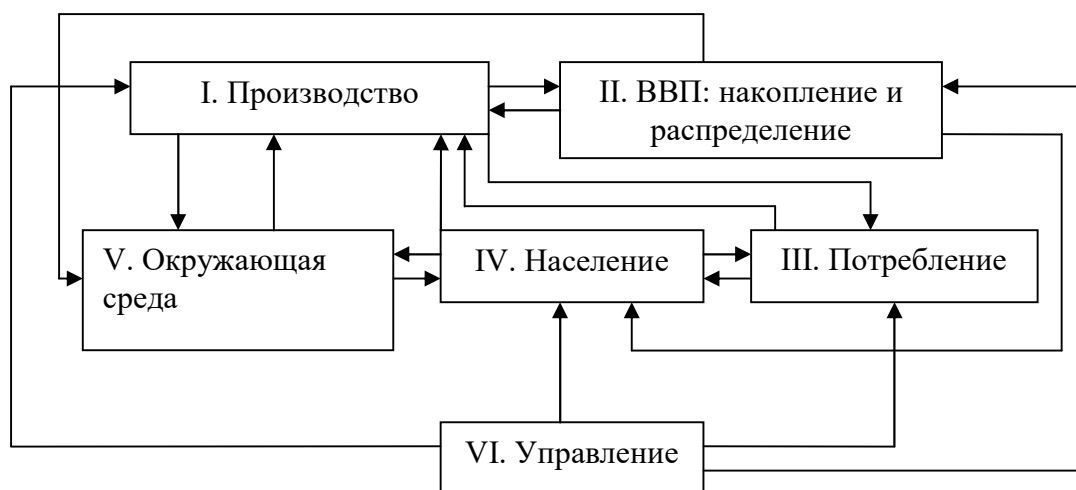 I. Производство
II. ВВП: накопление и
распределение
V. Окружающая
среда
IV. Население
III. Потребление
VI. Управление